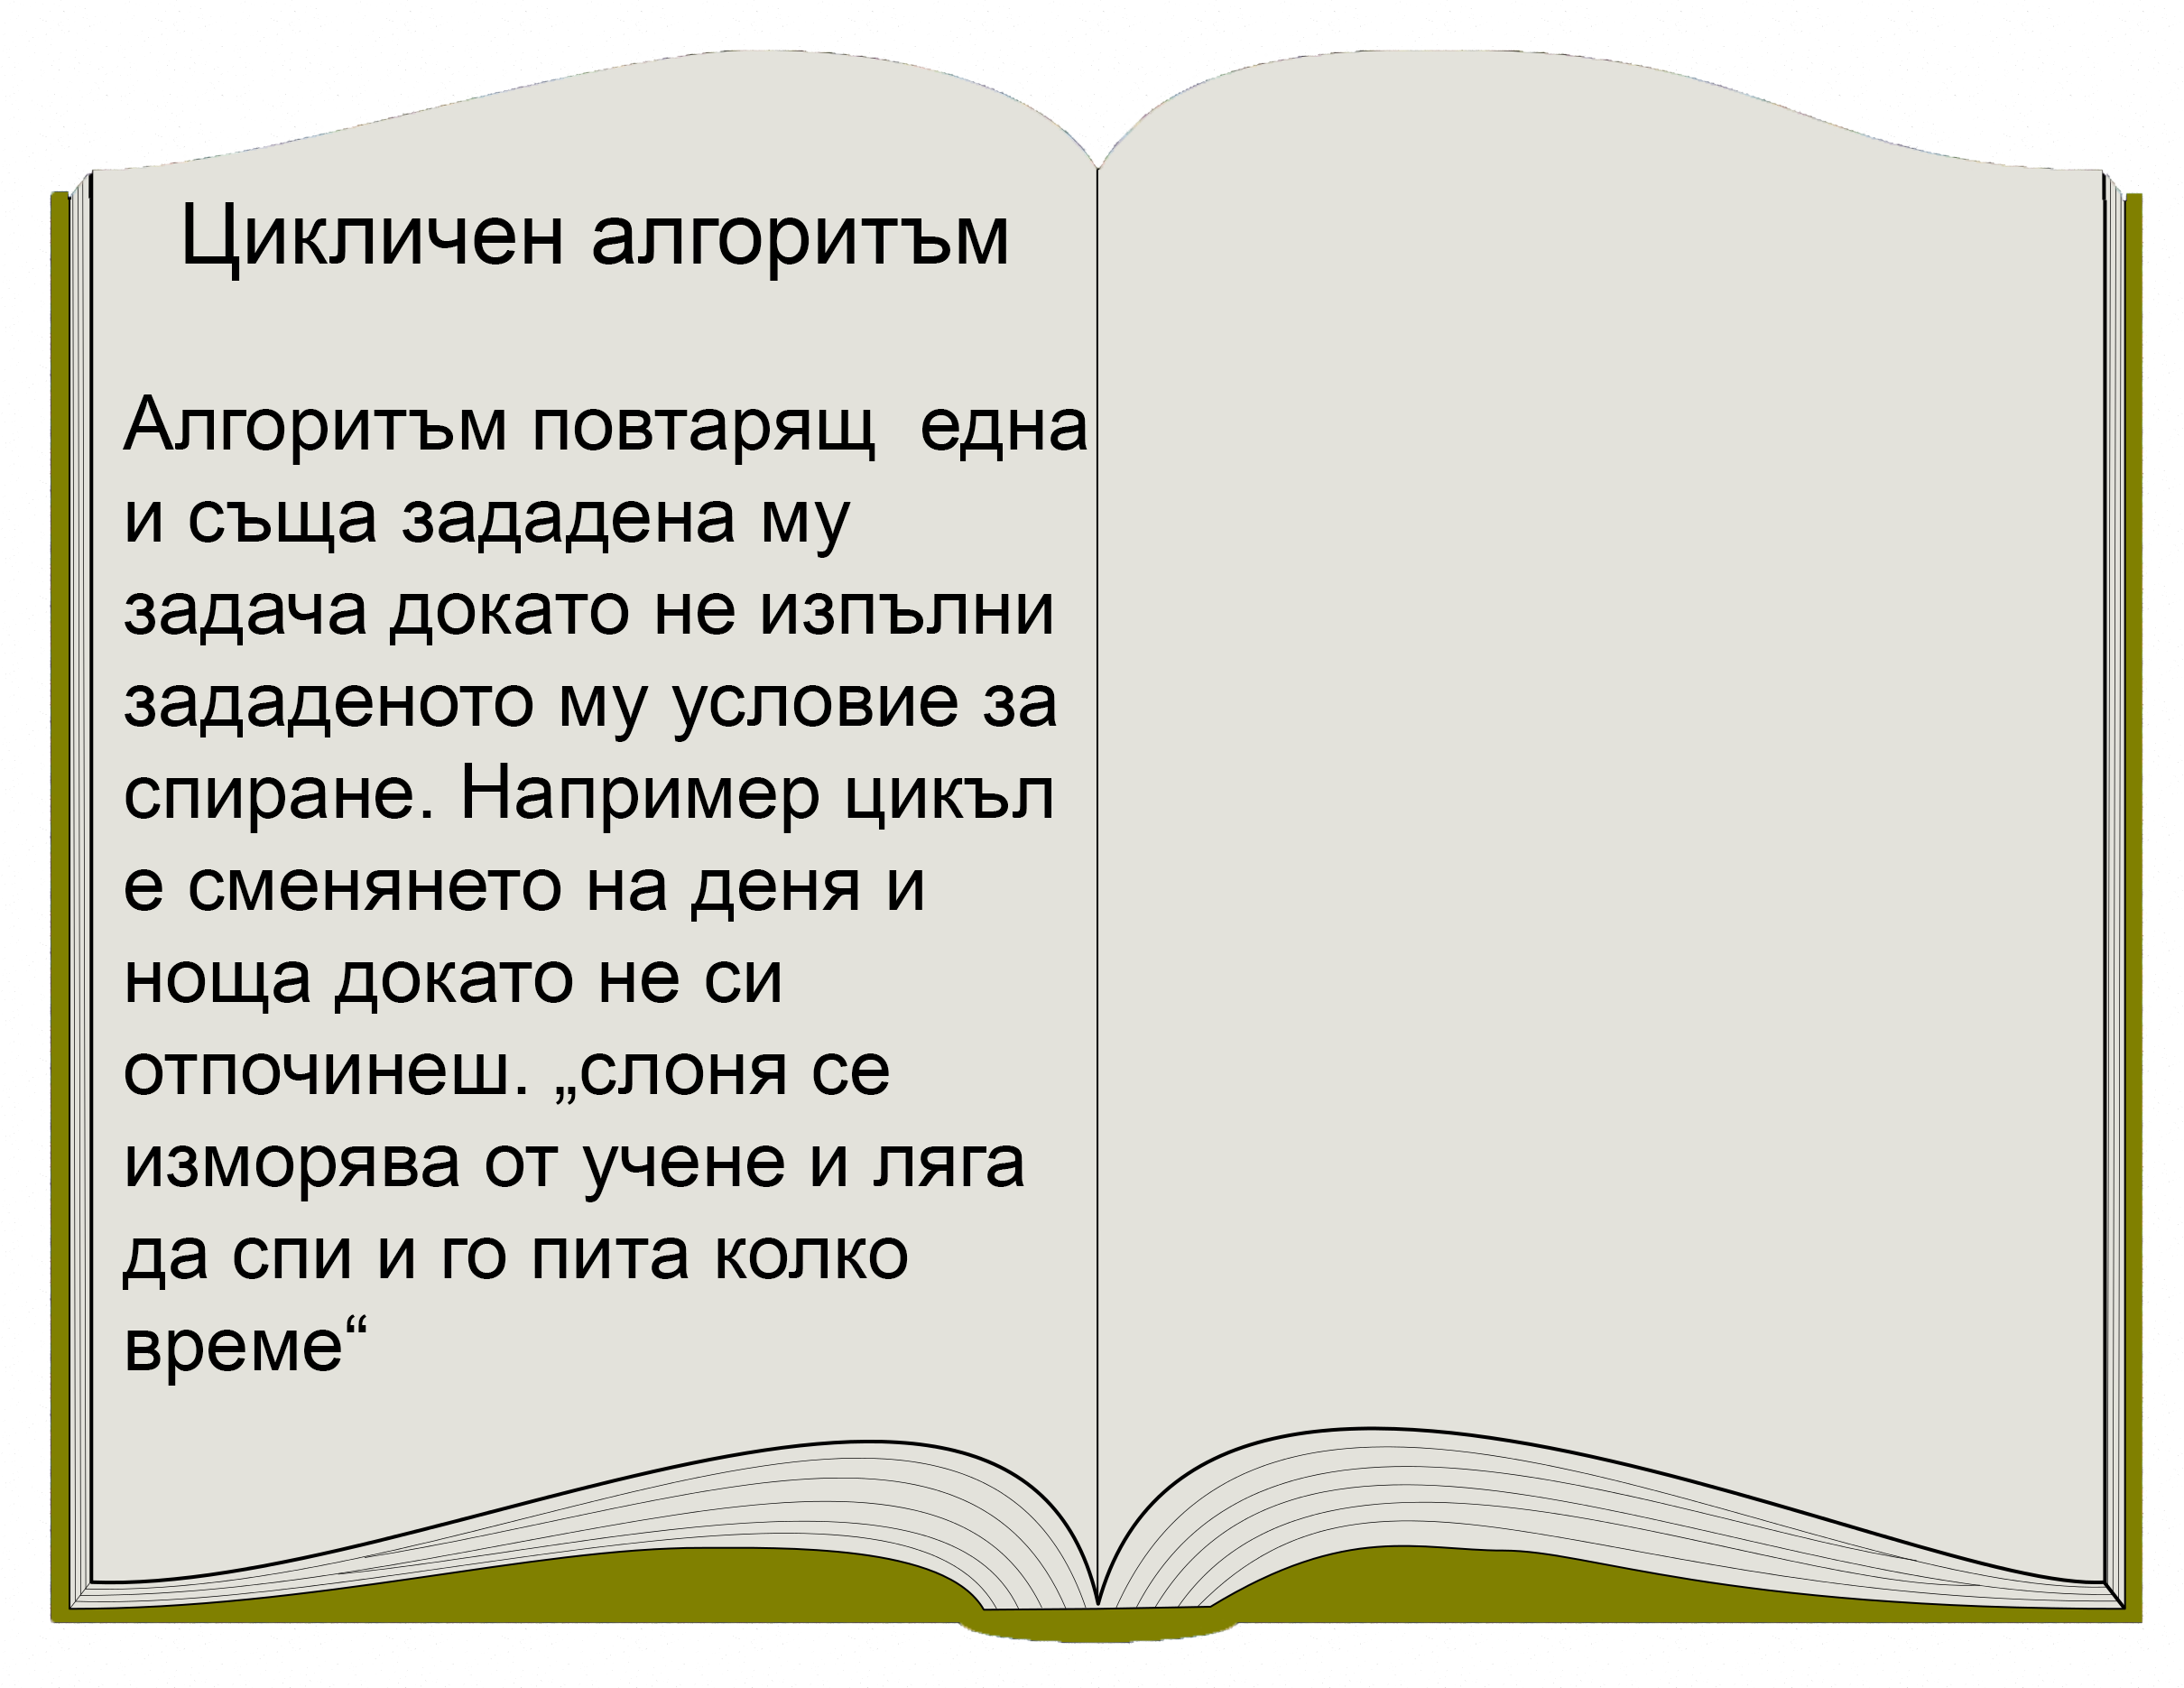 Цикличен алгоритъм
Алгоритъм повтарящ  една
и съща зададена му
задача докато не изпълни
зададеното му условие за
спиране. Например цикъл
е сменянето на деня и
ноща докато не си
отпочинеш. „слоня се
изморява от учене и ляга
да спи и го пита колко
време“